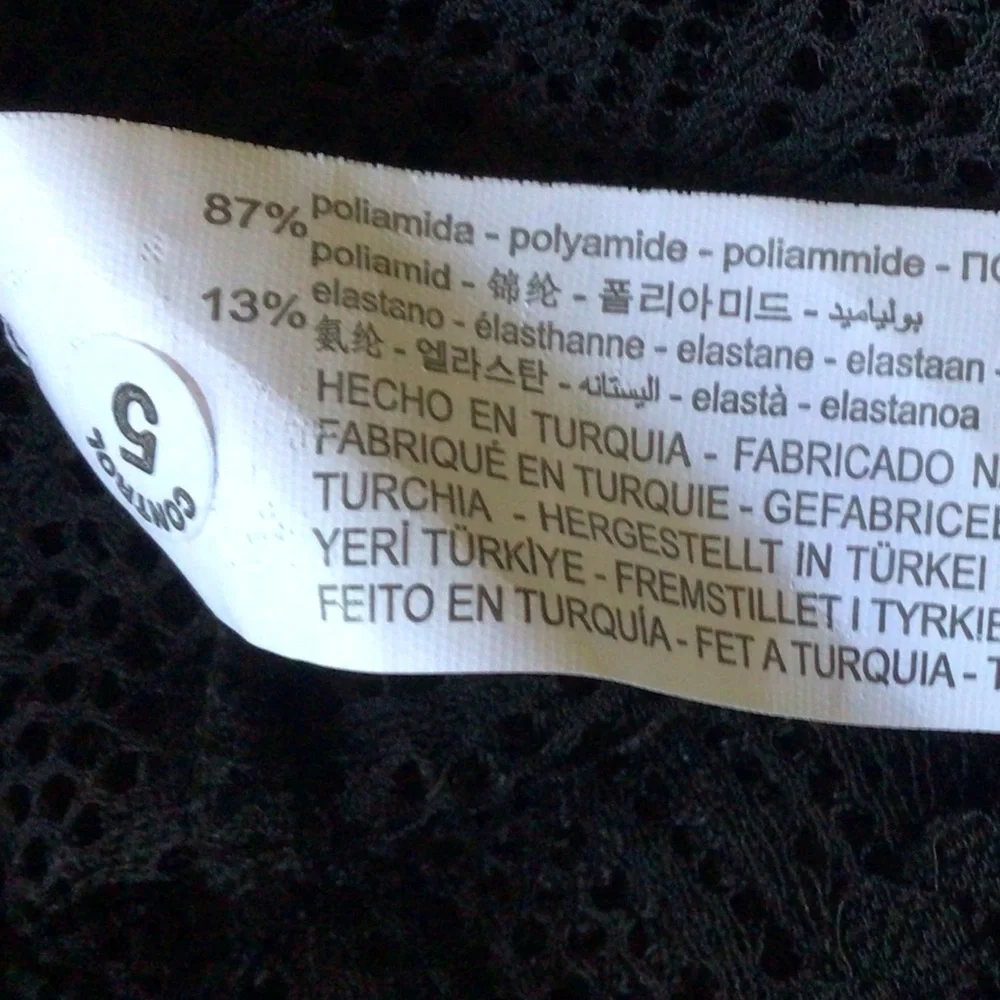 87% poliamida - polyamide - poliammide - ПО
poliamid - 锦纶 - 폴리아미드 - بولياميد
13% elastano - élasthanne - elastane - elastaan -
氨纶 - 엘라스탄 - اليستانه - elastà - elastanoa
HECHO EN TURQUIA - FABRICADO N
FABRIQUÉ EN TURQUIE - GEFABRICEE
TURCHIA - HERGESTELLT IN TÜRKEI
YERİ TÜRKİYE - FREMSTILLET I TYRKIE
FEITO EN TURQUÍA - FET A TURQUIA - T
5
CONTROL